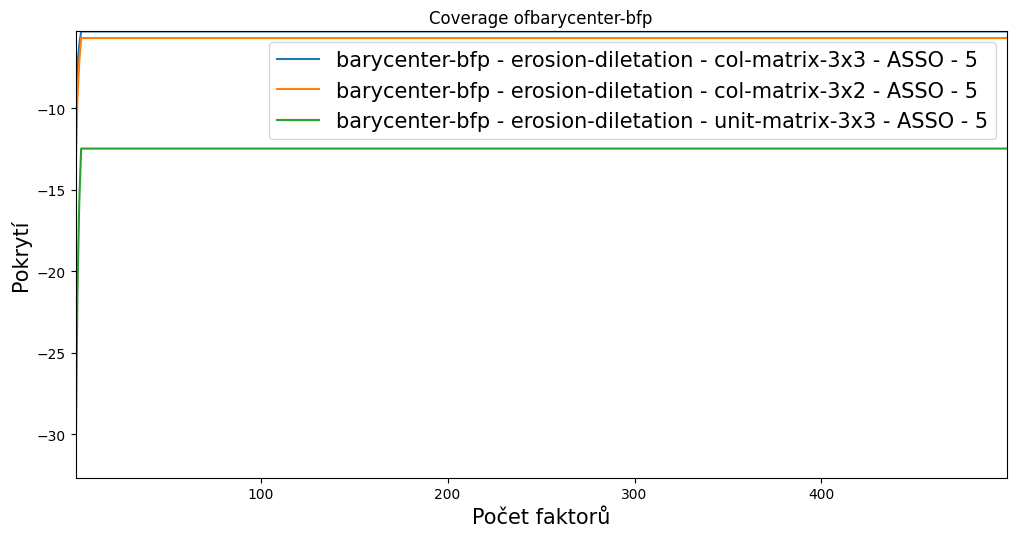 Coverage ofbarycenter-bfp
barycenter-bfp - erosion-diletation - col-matrix-3x3 - ASSO - 5
barycenter-bfp - erosion-diletation - col-matrix-3x2 - ASSO - 5
barycenter-bfp - erosion-diletation - unit-matrix-3x3 - ASSO - 5
Pokrytí
−10
−15
−20
−25
−30
100 200 300 400
Počet faktorů